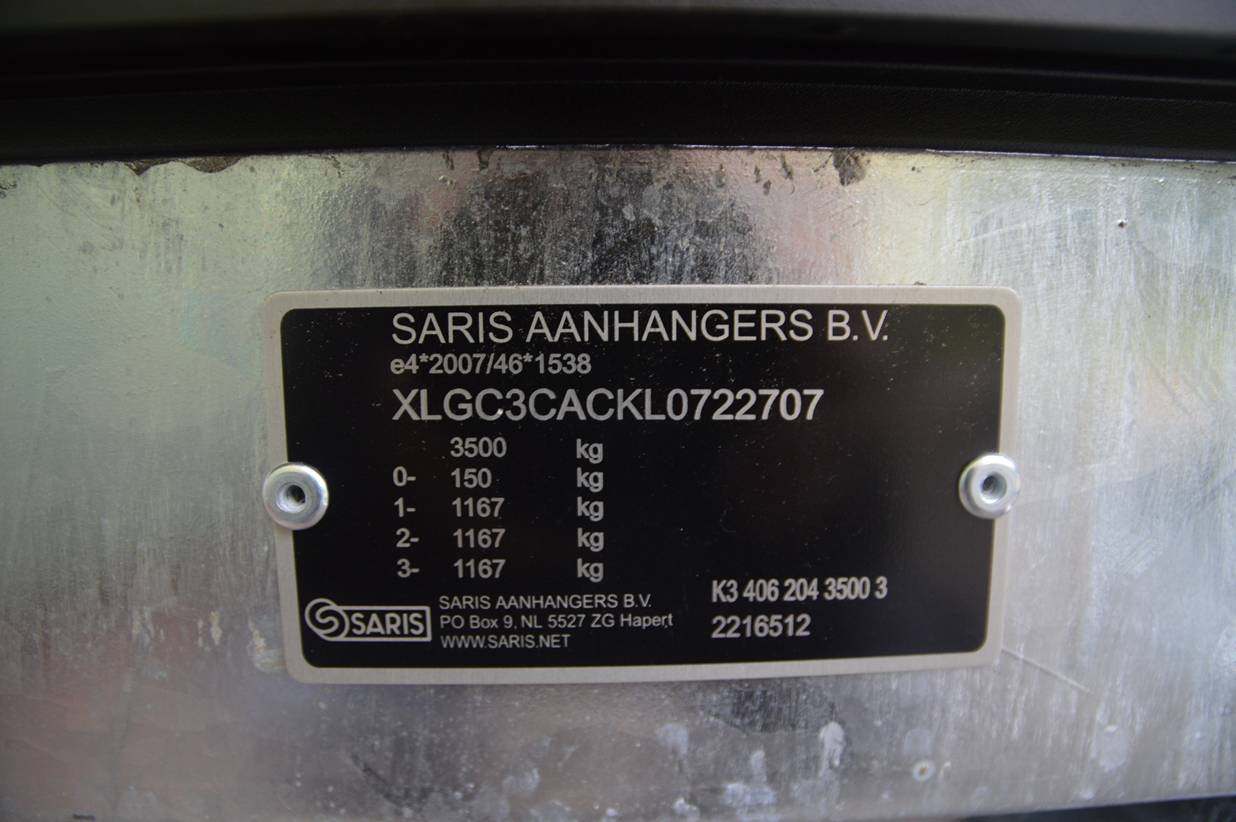 SARIS AANHANGERS B.V.
e4*2007/46*1538
XLGC3CACKL0722707
3500 kg
0- 150 kg
1- 1167 kg
2- 1167 kg
3- 1167 kg
SARIS
SARIS AANHANGERS B.V.
PO Box 9, NL 5527 ZG Hapert
WWW.SARIS.NET
K3 406 204 3500 3
2216512